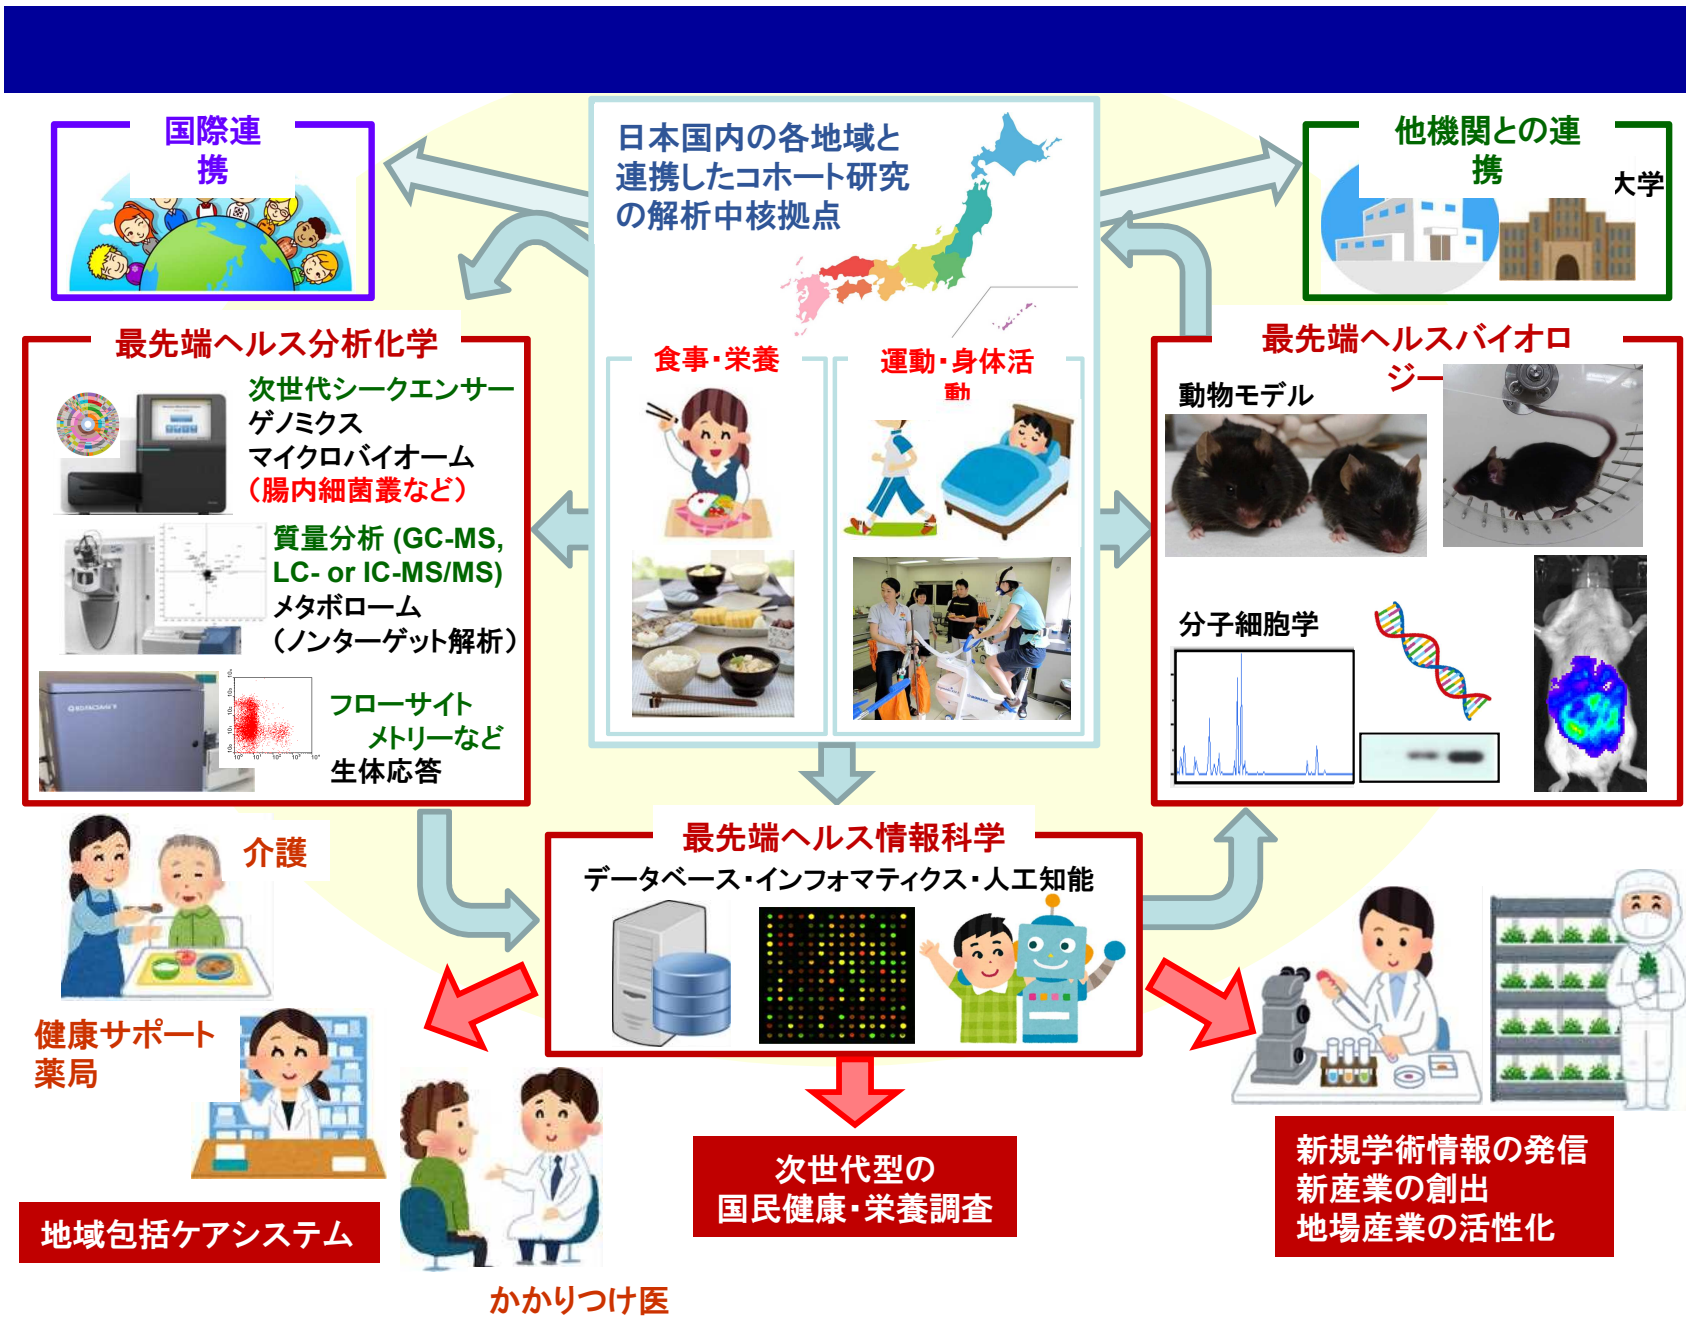 国際連
携
日本国内の各地域と
連携したコホート研究
の解析中核拠点
他機関との連
携
大学
最先端ヘルス分析化学
次世代シークエンサー
ゲノミクス
マイクロバイオーム
（腸内細菌叢など）
質量分析 (GC-MS,
LC- or IC-MS/MS)
メタボローム
（ノンターゲット解析）
フローサイト
メトリーなど
生体応答
食事・栄養
運動・身体活
動
最先端ヘルスバイオロ
ジー
動物モデル
分子細胞学
最先端ヘルス情報科学
データベース・インフォマティクス・人工知能
介護
健康サポート
薬局
地域包括ケアシステム
かかりつけ医
次世代型の
国民健康・栄養調査
新規学術情報の発信
新産業の創出
地場産業の活性化